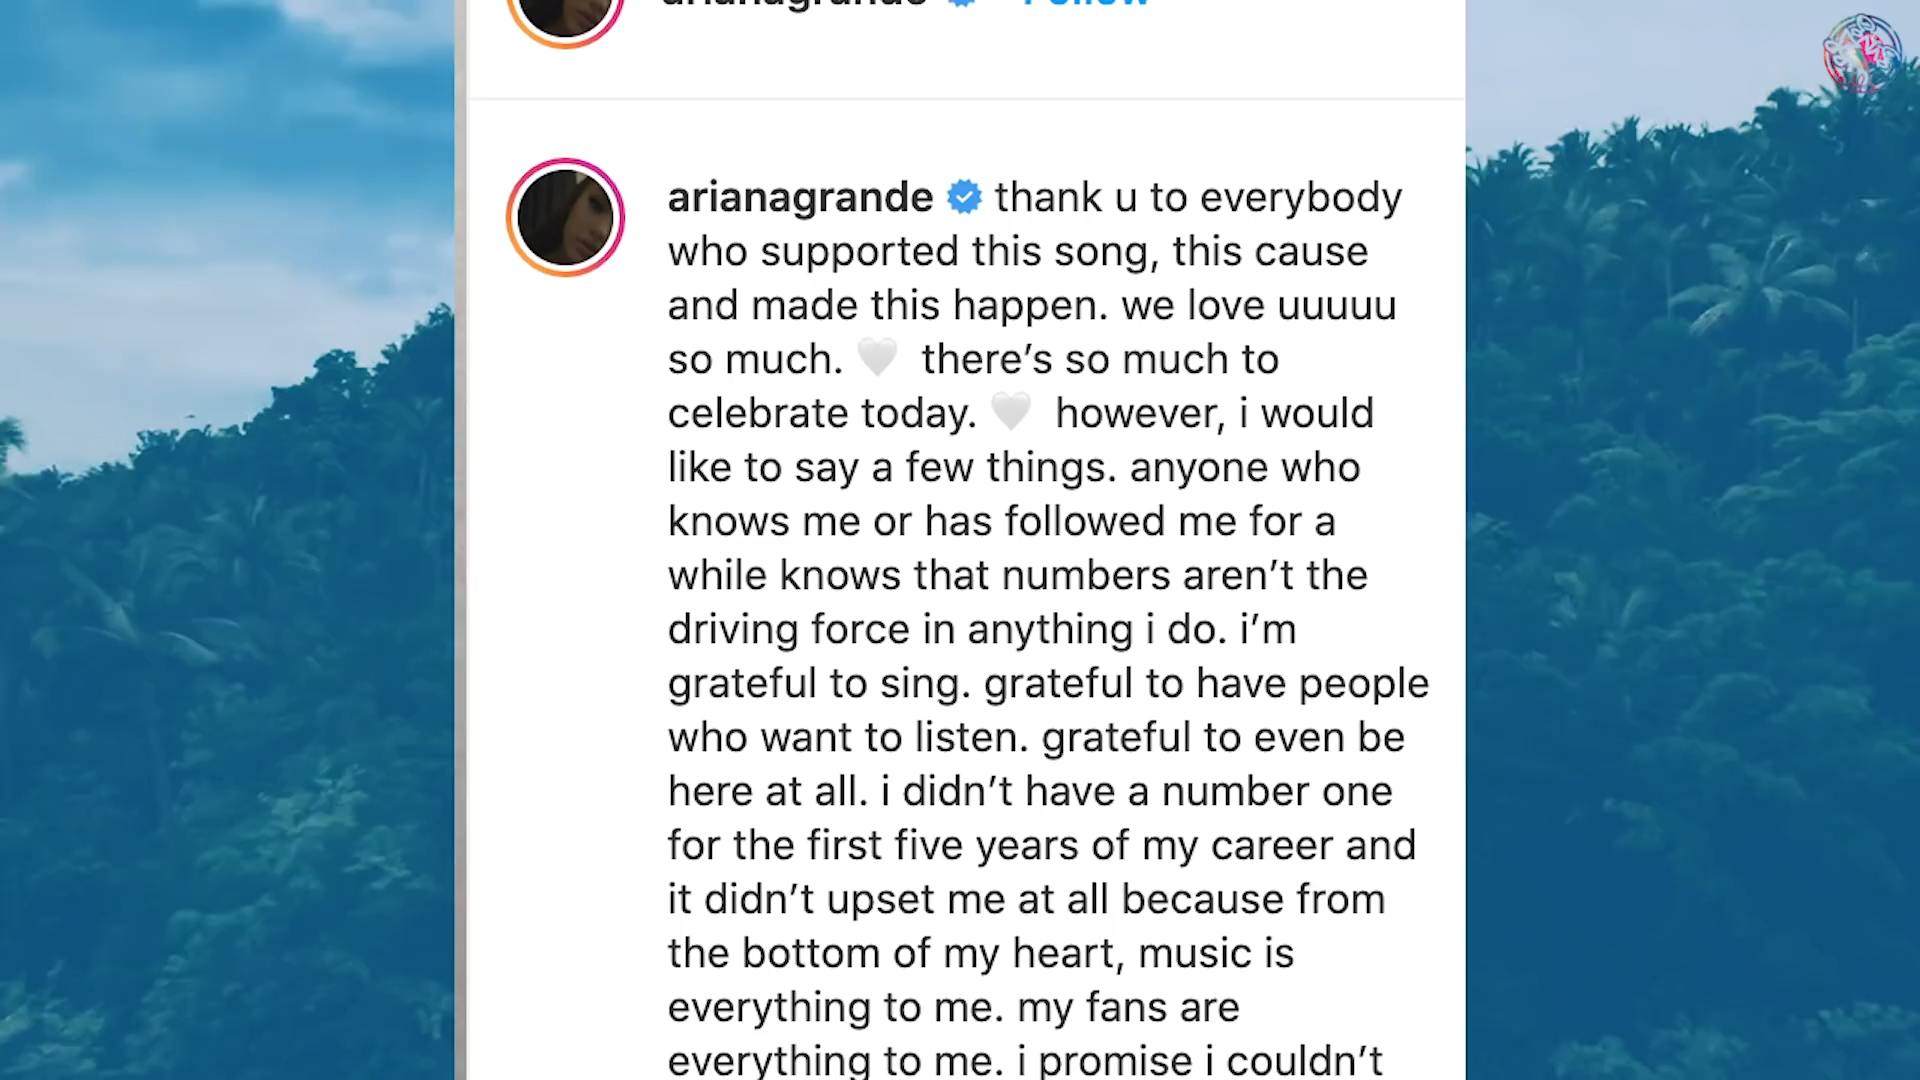 arianagrande Follow
arianagrande thank u to everybody
who supported this song, this cause
and made this happen. we love uuuuu
so much. 🤍 there’s so much to
celebrate today. 🤍 however, i would
like to say a few things. anyone who
knows me or has followed me for a
while knows that numbers aren’t the
driving force in anything i do. i’m
grateful to sing. grateful to have people
who want to listen. grateful to even be
here at all. i didn’t have a number one
for the first five years of my career and
it didn’t upset me at all because from
the bottom of my heart, music is
everything to me. my fans are
everything to me. i promise i couldn’t